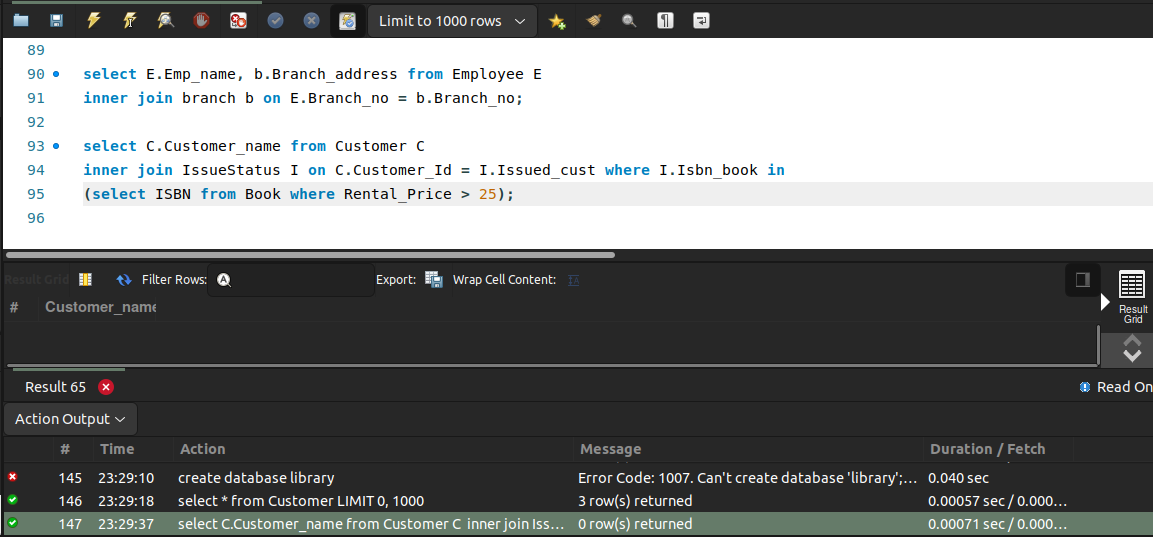 Limit to 1000 rows
89
90 select E.Emp_name, b.Branch_address from Employee E
91 inner join branch b on E.Branch_no = b.Branch_no;
92
93 select C.Customer_name from Customer C
94 inner join IssueStatus I on C.Customer_Id = I.Issued_cust where I.Isbn_book in
95 (select ISBN from Book where Rental_Price > 25);
96
Result Grid Filter Rows: Export: Wrap Cell Content:
# Customer_name
Result
Grid
Result 65 Read On
Action Output
# Time Action Message Duration / Fetch
145 23:29:10 create database library Error Code: 1007. Can't create database 'library';... 0.040 sec
146 23:29:18 select * from Customer LIMIT 0, 1000 3 row(s) returned 0.00057 sec / 0.000...
147 23:29:37 select C.Customer_name from Customer C inner join Iss... 0 row(s) returned 0.00071 sec / 0.000...